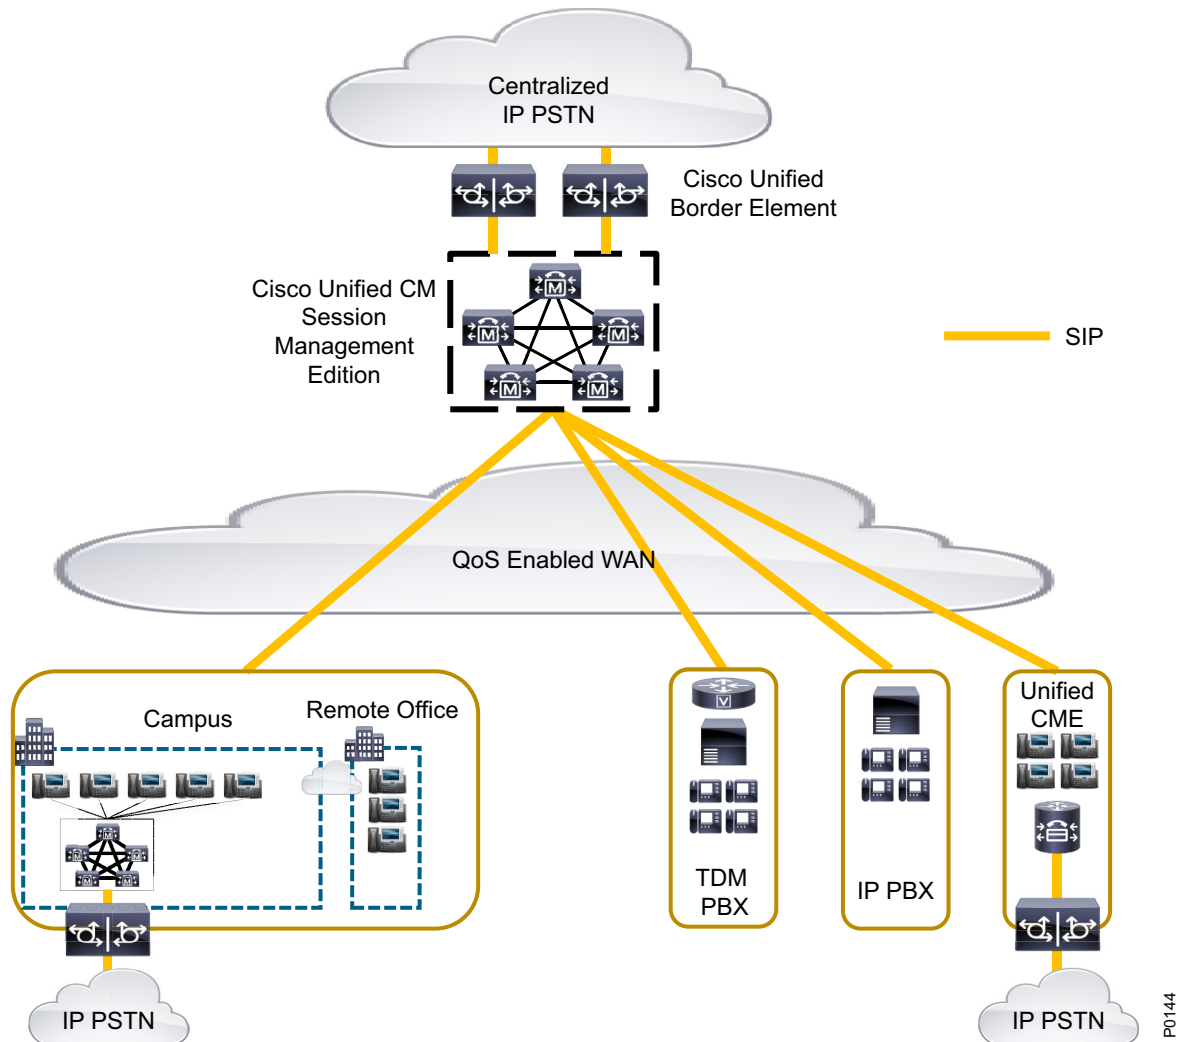 Centralized
IP PSTN
Cisco Unified
Border Element
Cisco Unified CM
Session
Management
Edition
M
M
M
M
M
SIP
QoS Enabled WAN
Campus
Remote Office
M
M
M
M
M
IP PSTN
V
TDM
PBX
IP PBX
Unified
CME
IP PSTN
P0144